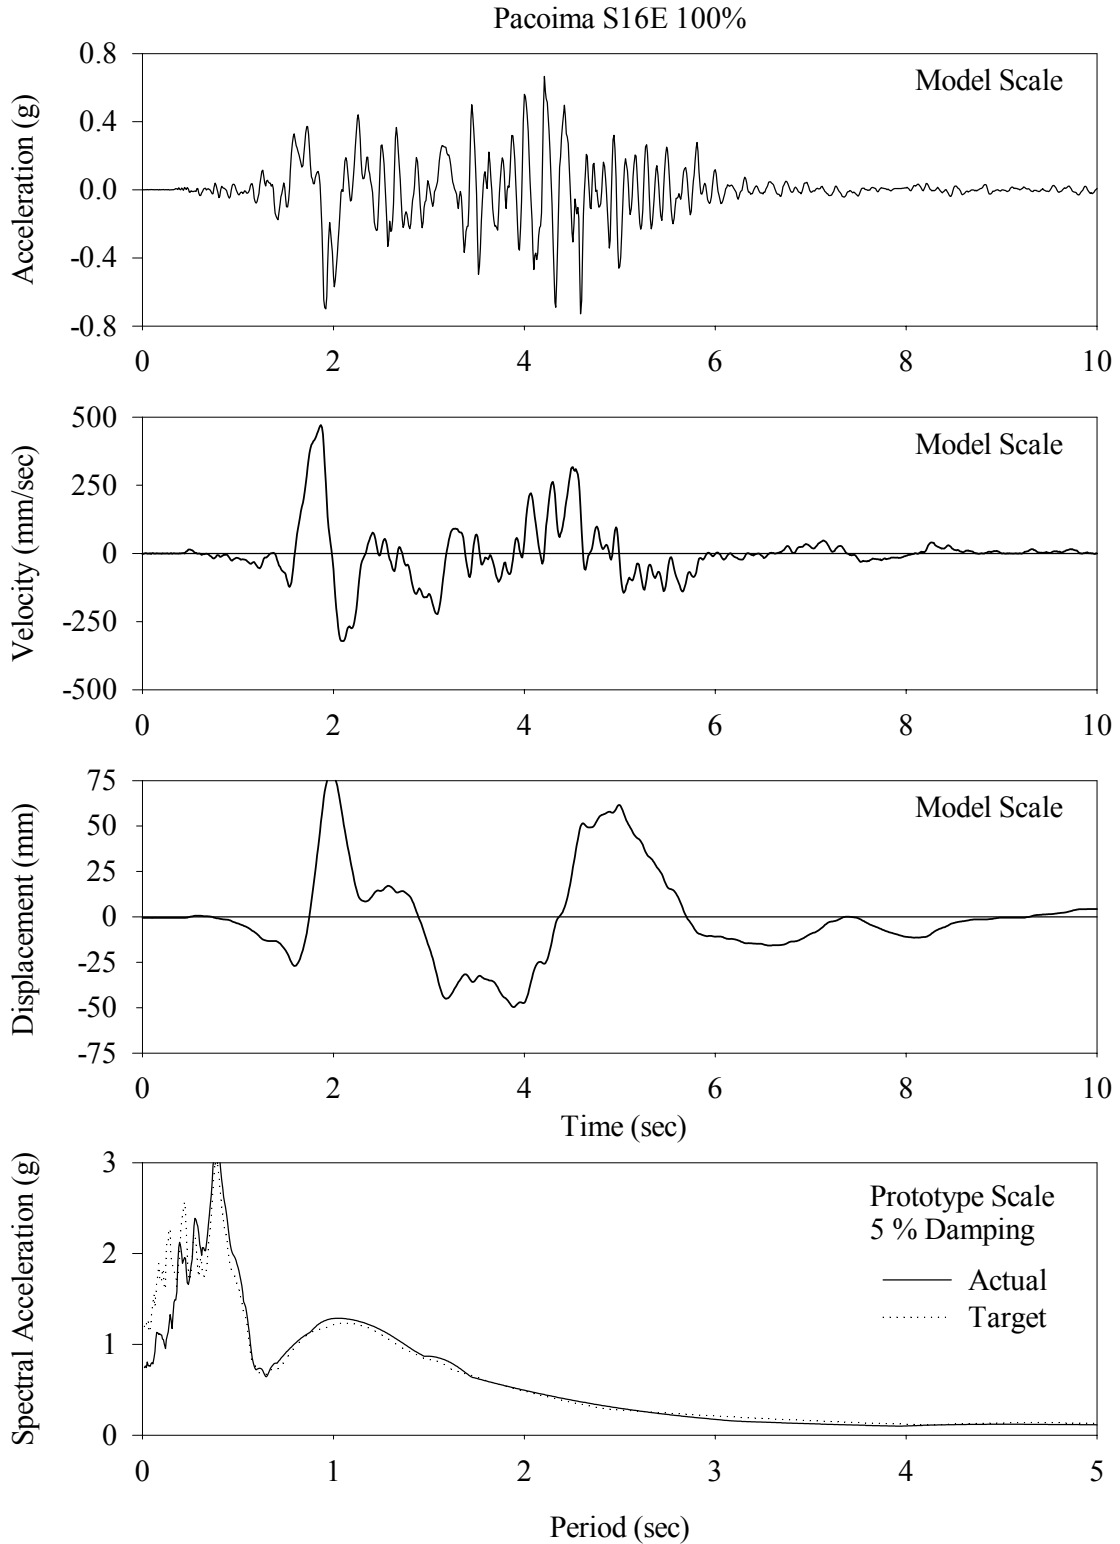 Pacoima S16E 100%
Acceleration (g)
0.8
0.4
0.0
-0.4
-0.8
Model Scale
0 2 4 6 8 10
Velocity (mm/sec)
500
250
0
-250
-500
Model Scale
0 2 4 6 8 10
Displacement (mm)
75
50
25
0
-25
-50
-75
Model Scale
0 2 4 6 8 10
Time (sec)
Spectral Acceleration (g)
3
2
1
0
Prototype Scale
5 % Damping
Actual
Target
0 1 2 3 4 5
Period (sec)